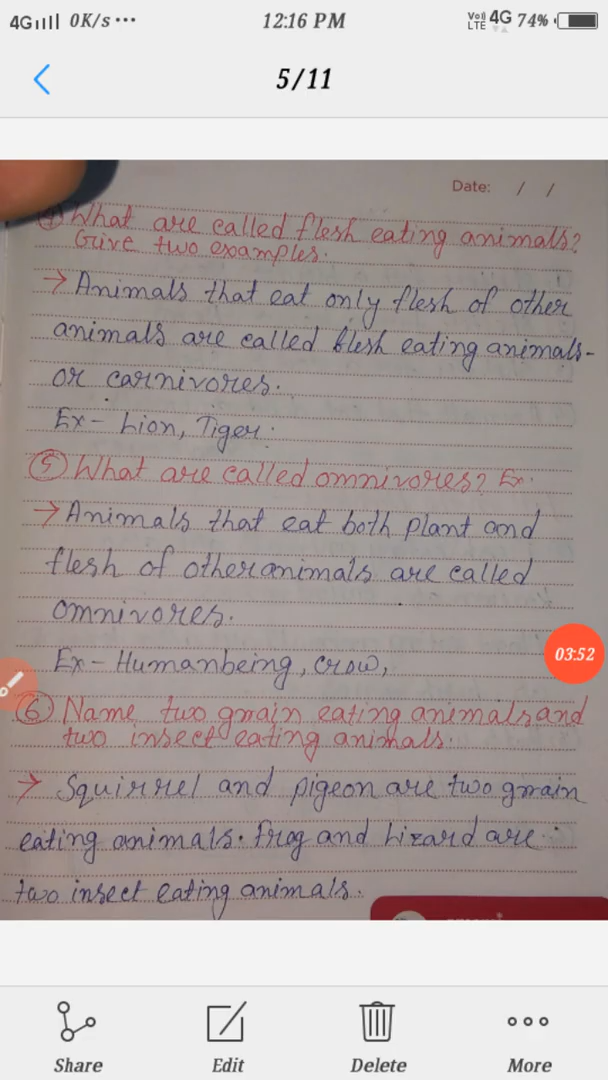 4G 0K/s ... 12:16 PM Vo) LTE 4G 74%
5/11
Date: / /
④ What are called flesh eating animals?
Give two examples.
→ Animals that eat only flesh of other
animals are called flesh eating animals-
or carnivores.
Ex- Lion, Tiger.
⑤ What are called omnivores? Ex.
→ Animals that eat both plant and
flesh of other animals are called
omnivores.
Ex- Humanbeing, crow,
03:52
⑥ Name two grain eating animals and
two insect eating animals.
→ Squirrel and pigeon are two grain
eating animals. frog and Lizard are
two insect eating animals.
Share Edit Delete More